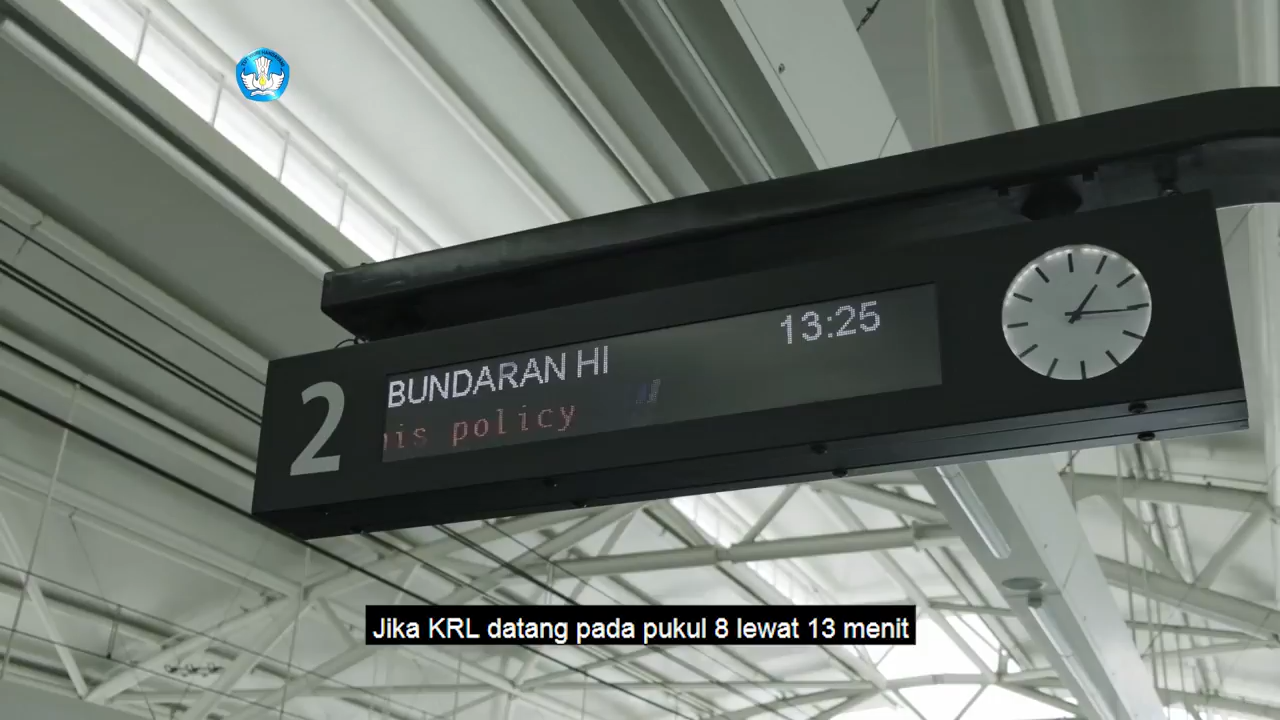 2
BUNDARAN HI
13:25
is policy
Jika KRL datang pada pukul 8 lewat 13 menit